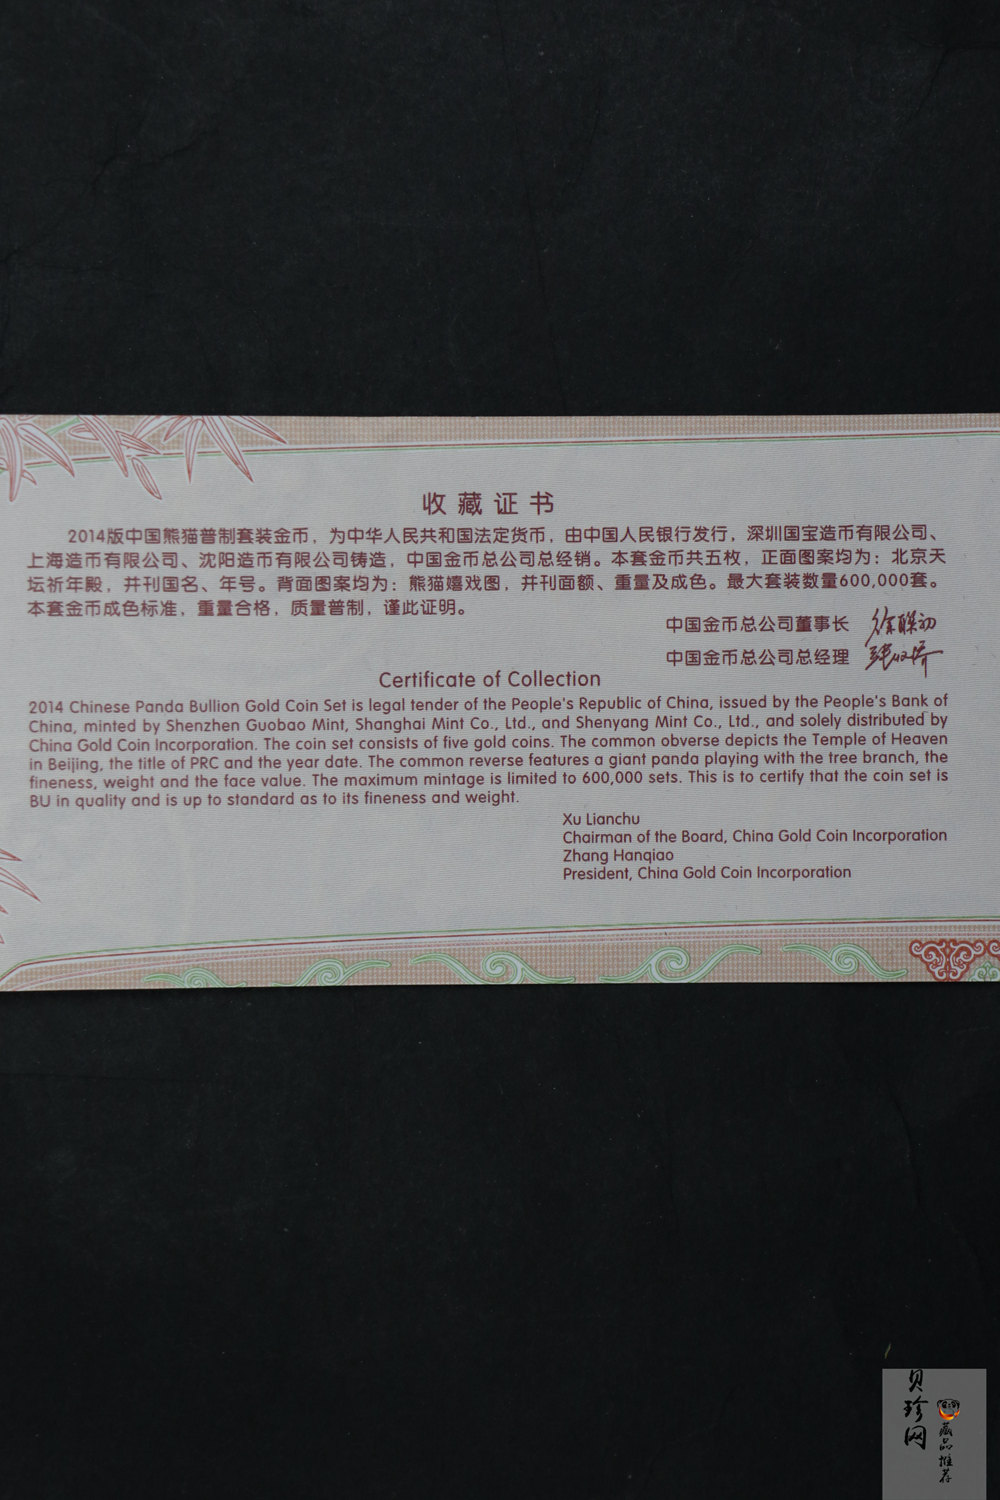 收藏证书
2014版中国熊猫普制套装金币，为中华人民共和国法定货币，由中国人民银行发行，深圳国宝造币有限公司、
上海造币有限公司、沈阳造币有限公司铸造，中国金币总公司总经销。本套金币共五枚，正面图案均为：北京天
坛祈年殿，并刊国名、年号。背面图案均为：熊猫嬉戏图，并刊面额、重量及成色。最大套装数量600,000套。
本套金币成色标准，重量合格，质量普制，谨此证明。
中国金币总公司董事长 徐联初
中国金币总公司总经理 张汉桥
Certificate of Collection
2014 Chinese Panda Bullion Gold Coin Set is legal tender of the People's Republic of China, issued by the People's Bank of
China, minted by Shenzhen Guobao Mint, Shanghai Mint Co., Ltd., and Shenyang Mint Co., Ltd., and solely distributed by
China Gold Coin Incorporation. The coin set consists of five gold coins. The common obverse depicts the Temple of Heaven
in Beijing, the title of PRC and the year date. The common reverse features a giant panda playing with the tree branch, the
fineness, weight and the face value. The maximum mintage is limited to 600,000 sets. This is to certify that the coin set is
BU in quality and is up to standard as to its fineness and weight.
Xu Lianchu
Chairman of the Board, China Gold Coin Incorporation
Zhang Hanqiao
President, China Gold Coin Incorporation
贝珍网
藏品推荐